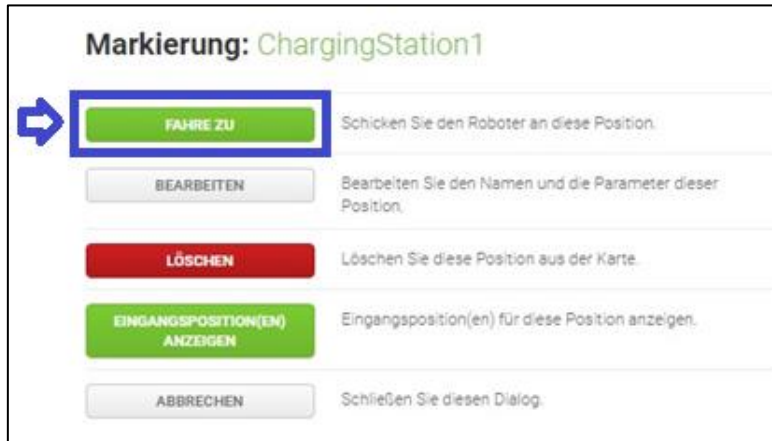 Markierung: ChargingStation1
FAHRE ZU
Schicken Sie den Roboter an diese Position.
BEARBEITEN
Bearbeiten Sie den Namen und die Parameter dieser
Position.
LÖSCHEN
Löschen Sie diese Position aus der Karte.
EINGANGSPOSITION(EN)
ANZEIGEN
Eingangsposition(en) für diese Position anzeigen.
ABBRECHEN
Schließen Sie diesen Dialog.